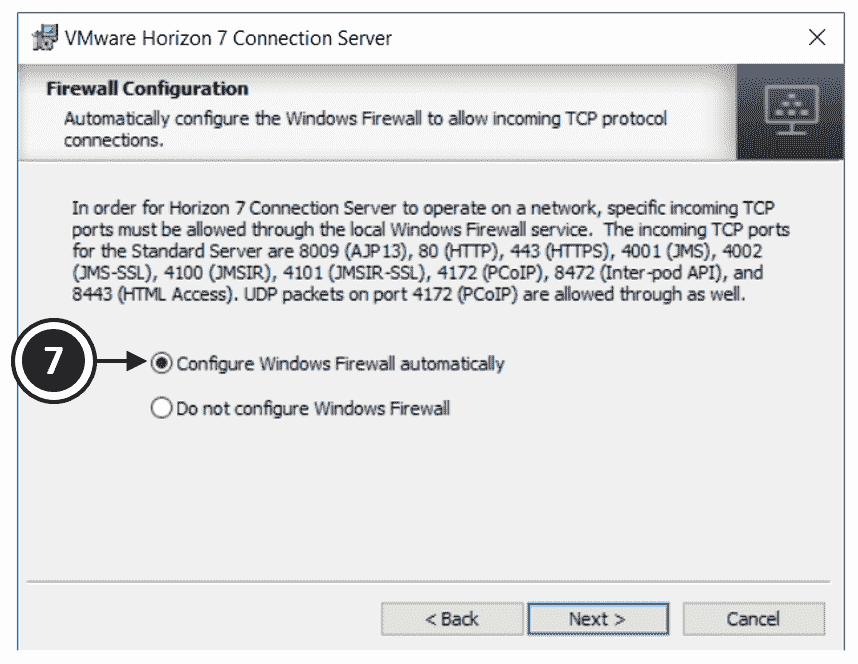 VMware Horizon 7 Connection Server
Firewall Configuration
Automatically configure the Windows Firewall to allow incoming TCP protocol
connections.
In order for Horizon 7 Connection Server to operate on a network, specific incoming TCP
ports must be allowed through the local Windows Firewall service.  The incoming TCP ports
for the Standard Server are 8009 (AJP13), 80 (HTTP), 443 (HTTPS), 4001 (JMS), 4002
(JMS-SSL), 4100 (JMSIR), 4101 (JMSIR-SSL), 4172 (PCoIP), 8472 (Inter-pod API), and
8443 (HTML Access). UDP packets on port 4172 (PCoIP) are allowed through as well.
7 Configure Windows Firewall automatically
Do not configure Windows Firewall
< Back Next > Cancel